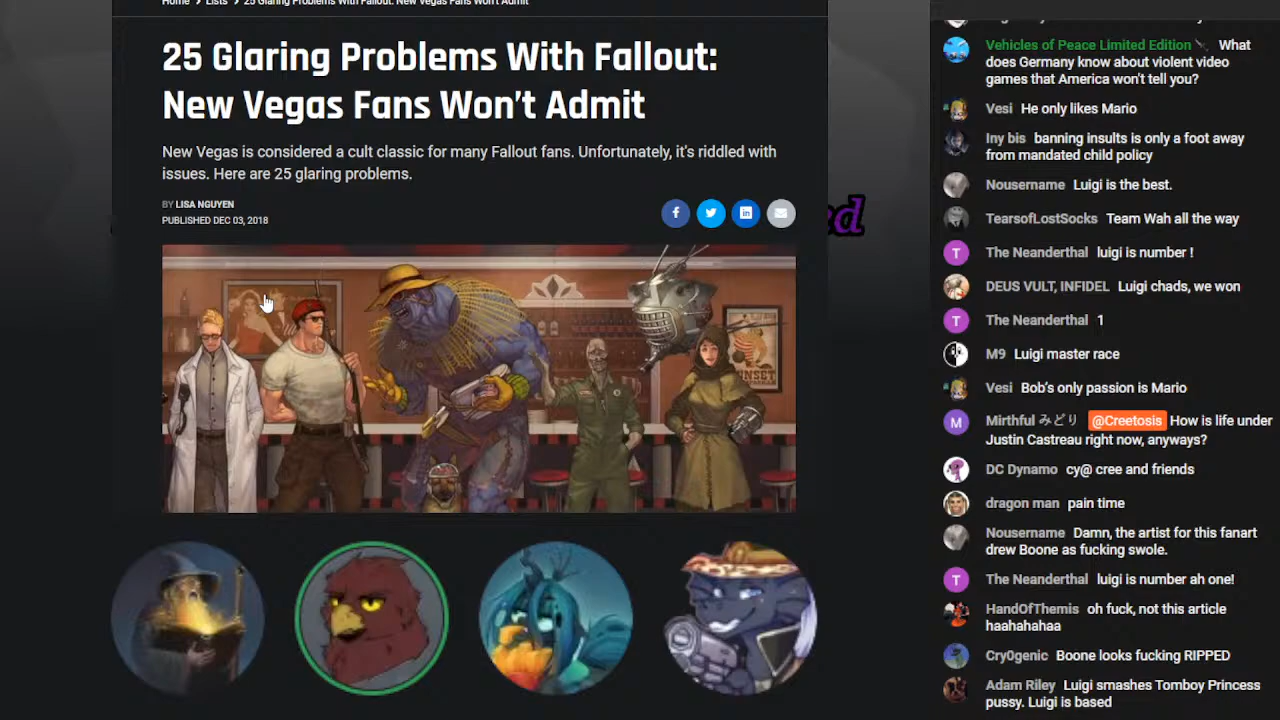 Home > Lists > 25 Glaring Problems With Fallout: New Vegas Fans Won't Admit
25 Glaring Problems With Fallout:
New Vegas Fans Won't Admit
New Vegas is considered a cult classic for many Fallout fans. Unfortunately, it's riddled with
issues. Here are 25 glaring problems.
BY LISA NGUYEN
PUBLISHED DEC 03, 2018
ed
SUNSET
Vehicles of Peace Limited Edition What
does Germany know about violent video
games that America won't tell you?
Vesi He only likes Mario
Iny bis banning insults is only a foot away
from mandated child policy
Nousername Luigi is the best.
TearsofLostSocks Team Wah all the way
T The Neanderthal luigi is number !
DEUS VULT, INFIDEL Luigi chads, we won
T The Neanderthal 1
M9 Luigi master race
Vesi Bob's only passion is Mario
M Mirthful みどり @Creetosis How is life under
Justin Castreau right now, anyways?
DC Dynamo cy@ cree and friends
dragon man pain time
Nousername Damn, the artist for this fanart
drew Boone as fucking swole.
T The Neanderthal luigi is number ah one!
HandOfThemis oh fuck, not this article
haahahahaa
Cry0genic Boone looks fucking RIPPED
Adam Riley Luigi smashes Tomboy Princess
pussy. Luigi is based